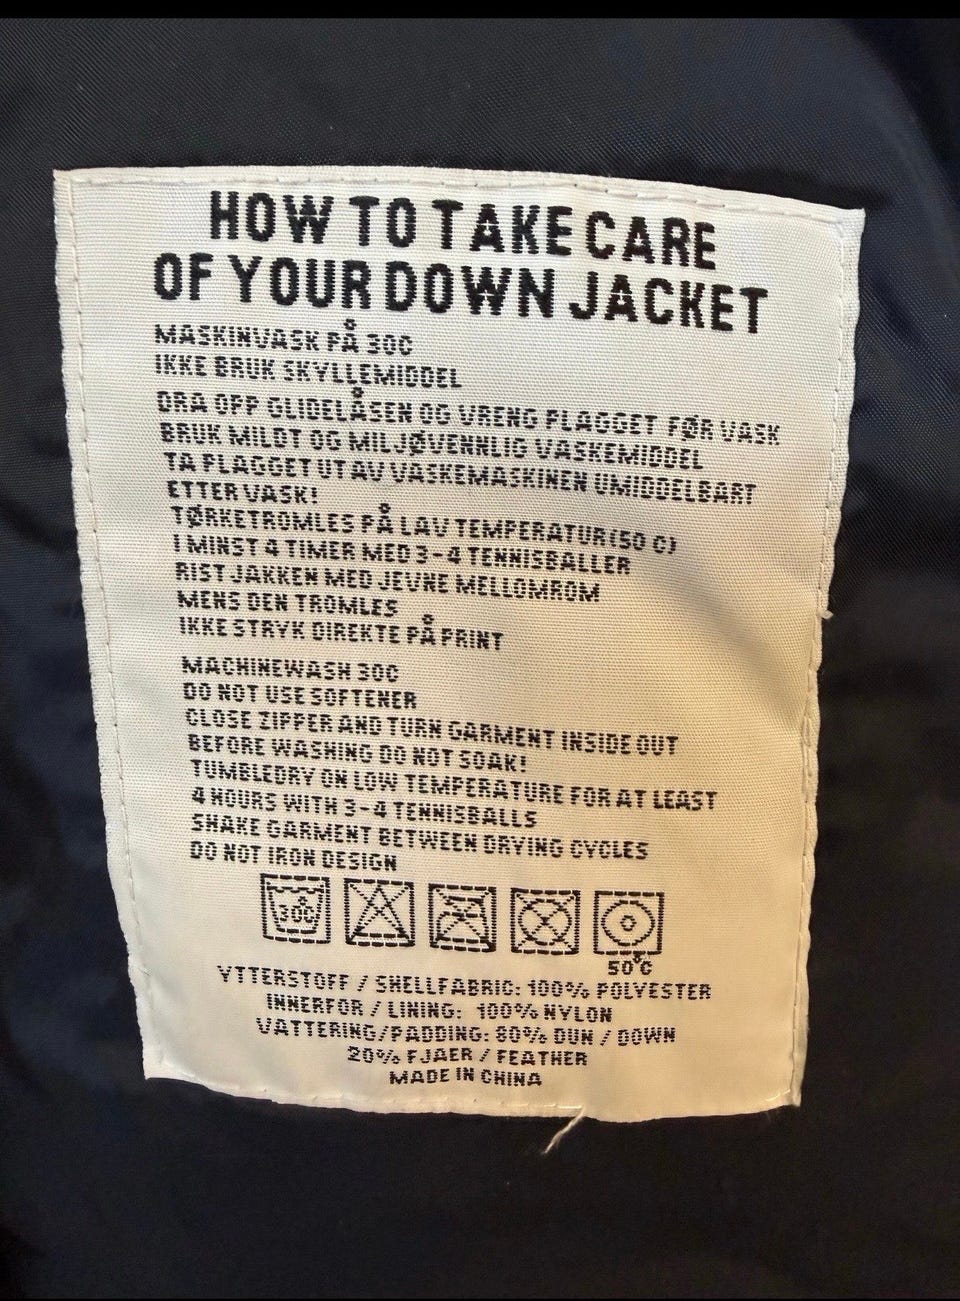 HOW TO TAKE CARE
OF YOUR DOWN JACKET
MASKINVASK PÅ 30C
IKKE BRUK SKYLLEMIDDEL
DRA OPP GLIDELÅSEN OG VRENG PLAGGET FØR VASK
BRUK MILDT OG MILJØVENNLIG VASKEMIDDEL
TA PLAGGET UT AV VASKEMASKINEN UMIDDELBART
ETTER VASK!
TØRKETROMLES PÅ LAV TEMPERATUR(50 C)
I MINST 4 TIMER MED 3-4 TENNISBALLER
RIST JAKKEN MED JEVNE MELLOMROM
MENS DEN TROMLES
IKKE STRYK DIREKTE PÅ PRINT
MACHINEWASH 30C
DO NOT USE SOFTENER
CLOSE ZIPPER AND TURN GARMENT INSIDE OUT
BEFORE WASHING DO NOT SOAK!
TUMBLEDRY ON LOW TEMPERATURE FOR AT LEAST
4 HOURS WITH 3-4 TENNISBALLS
SHAKE GARMENT BETWEEN DRYING CYCLES
DO NOT IRON DESIGN
30C
50°C
YTTERSTOFF / SHELLFABRIC: 100% POLYESTER
INNERFOR / LINING: 100% NYLON
VATTERING/PADDING: 80% DUN / DOWN
20% FJAER / FEATHER
MADE IN CHINA